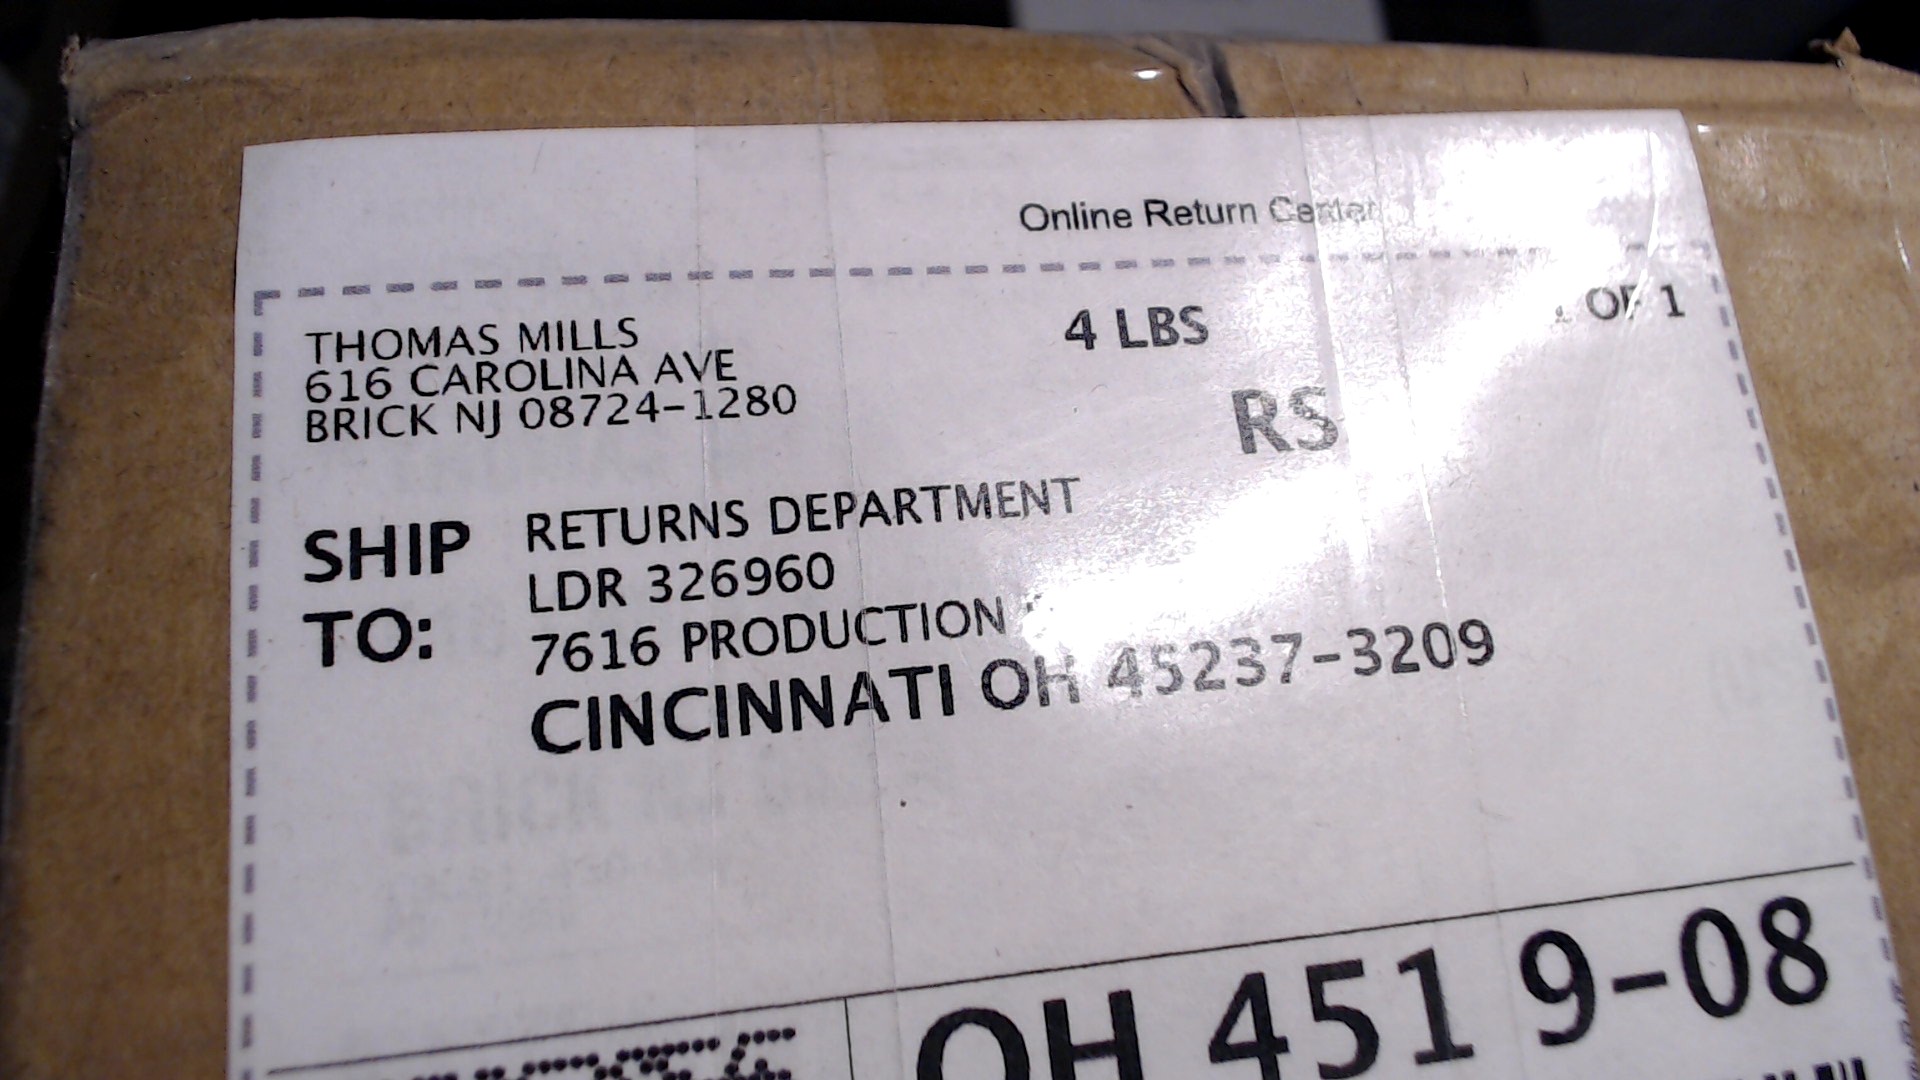 Online Return Center
THOMAS MILLS
616 CAROLINA AVE
BRICK NJ 08724-1280
4 LBS
1 OF 1
RS
SHIP
TO:
RETURNS DEPARTMENT
LDR 326960
7616 PRODUCTION
CINCINNATI OH 45237-3209
OH 451 9-08